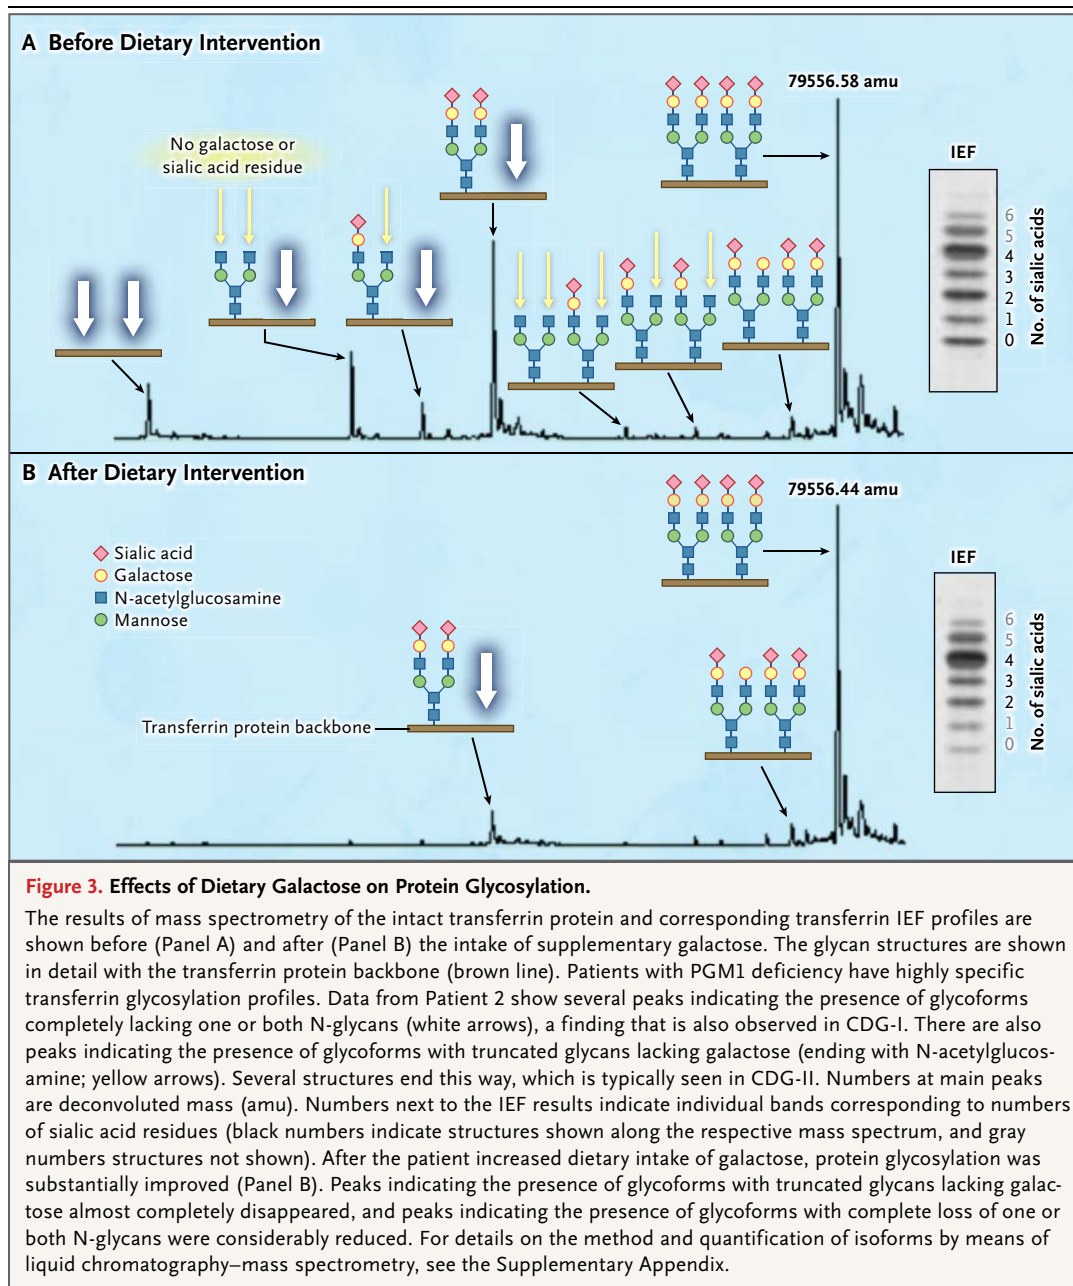 A Before Dietary Intervention
79556.58 amu
No galactose or
sialic acid residue
IEF
6
5
4
3
2
1
0
No. of sialic acids
B After Dietary Intervention
79556.44 amu
Sialic acid
Galactose
N-acetylglucosamine
Mannose
Transferrin protein backbone
IEF
6
5
4
3
2
1
0
No. of sialic acids
Figure 3. Effects of Dietary Galactose on Protein Glycosylation.
The results of mass spectrometry of the intact transferrin protein and corresponding transferrin IEF profiles are
shown before (Panel A) and after (Panel B) the intake of supplementary galactose. The glycan structures are shown
in detail with the transferrin protein backbone (brown line). Patients with PGM1 deficiency have highly specific
transferrin glycosylation profiles. Data from Patient 2 show several peaks indicating the presence of glycoforms
completely lacking one or both N-glycans (white arrows), a finding that is also observed in CDG-I. There are also
peaks indicating the presence of glycoforms with truncated glycans lacking galactose (ending with N-acetylglucos-
amine; yellow arrows). Several structures end this way, which is typically seen in CDG-II. Numbers at main peaks
are deconvoluted mass (amu). Numbers next to the IEF results indicate individual bands corresponding to numbers
of sialic acid residues (black numbers indicate structures shown along the respective mass spectrum, and gray
numbers structures not shown). After the patient increased dietary intake of galactose, protein glycosylation was
substantially improved (Panel B). Peaks indicating the presence of glycoforms with truncated glycans lacking galac-
tose almost completely disappeared, and peaks indicating the presence of glycoforms with complete loss of one or
both N-glycans were considerably reduced. For details on the method and quantification of isoforms by means of
liquid chromatography–mass spectrometry, see the Supplementary Appendix.